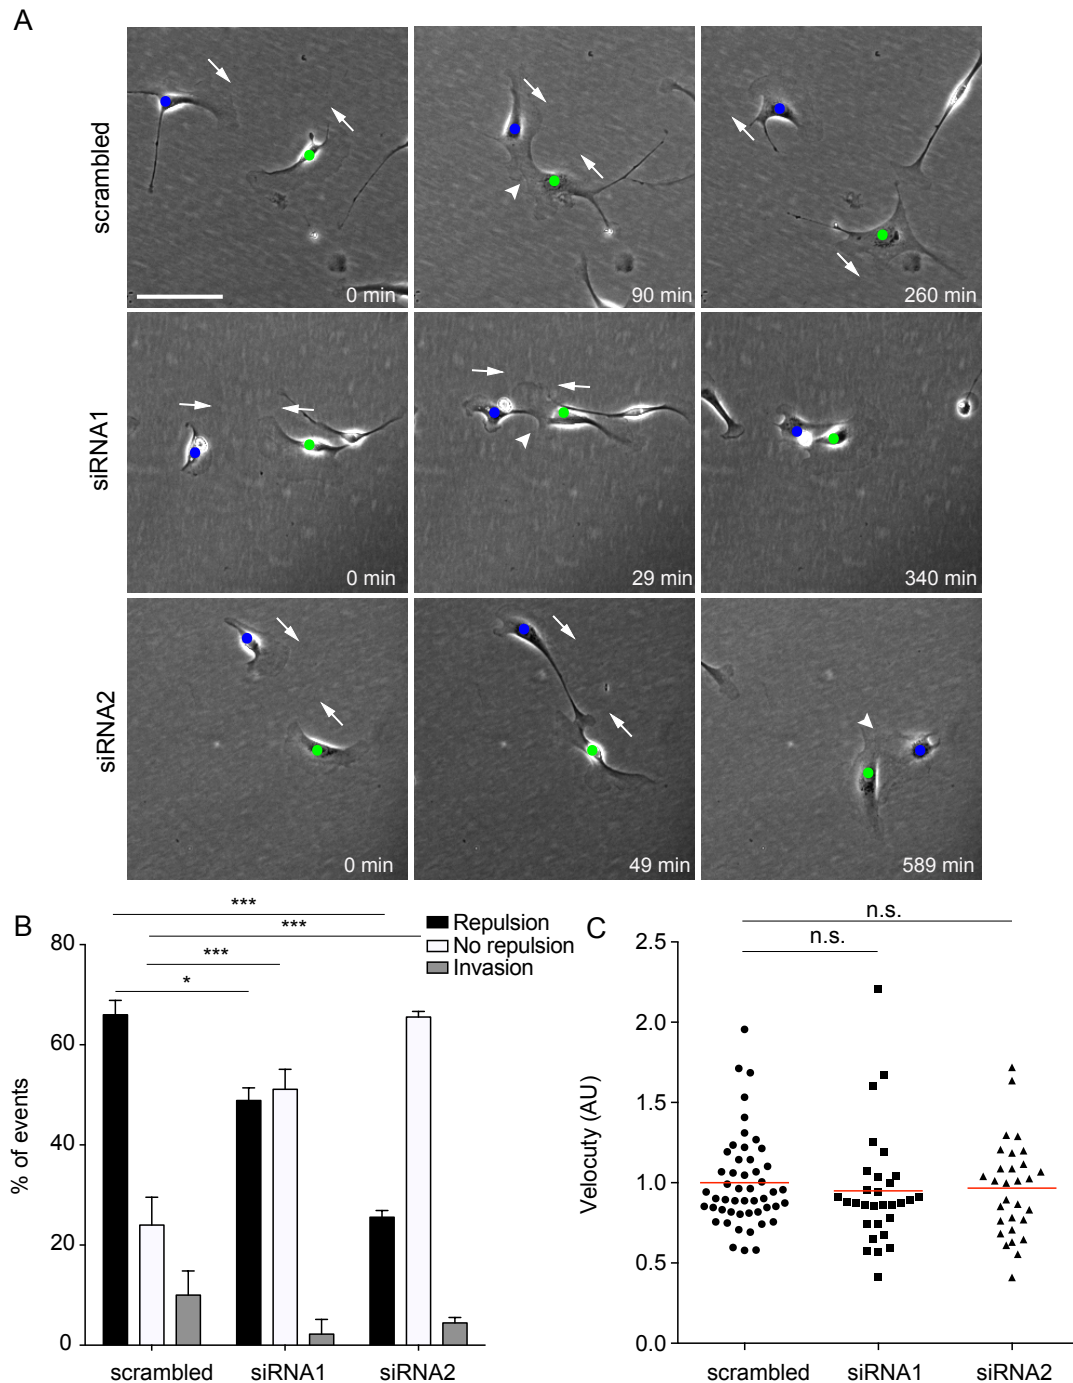 A
scrambled
0 min
90 min
260 min
siRNA1
0 min
29 min
340 min
siRNA2
0 min
49 min
589 min
B
***
***
***
*
Repulsion
No repulsion
Invasion
80
60
40
20
0
% of events
scrambled
siRNA1
siRNA2
C
n.s.
n.s.
2.5
2.0
1.5
1.0
0.5
0.0
Velocuty (AU)
scrambled
siRNA1
siRNA2